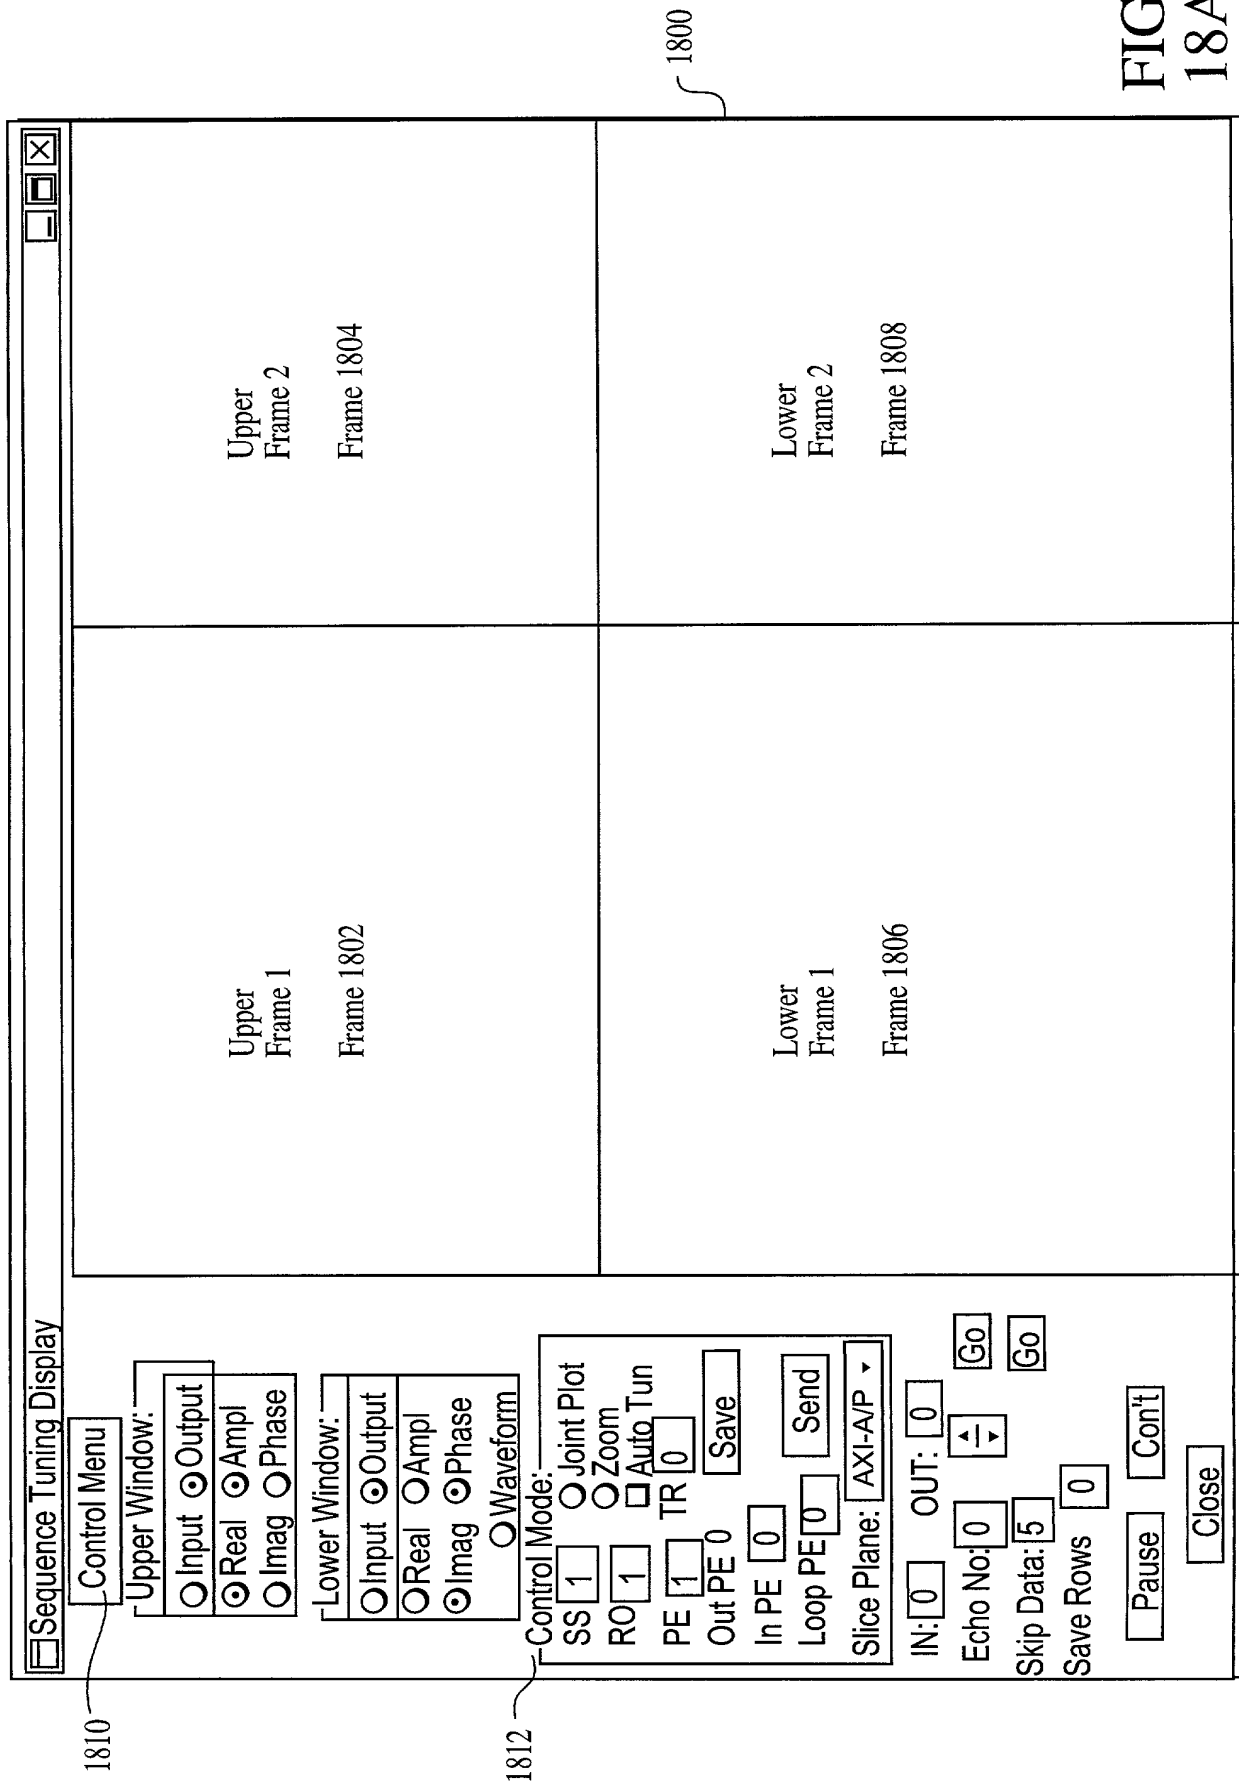 Sequence Tuning Display
1810
Control Menu
Upper Window:
Input Output
Real Ampl
Imag Phase
Lower Window:
Input Output
Real Ampl
Imag Phase
Waveform
1812
Control Mode:
SS 1 Joint Plot
Zoom
RO 1 Auto Tun
PE 1 TR 0
Out PE 0 Save
In PE 0
Loop PE 0 Send
Slice Plane: AXI-A/P
IN: 0 OUT: 0
Echo No: 0 Go
Skip Data: 5 Go
Save Rows 0
Pause Con't
Close
Upper
Frame 1
Frame 1802
Upper
Frame 2
Frame 1804
Lower
Frame 1
Frame 1806
Lower
Frame 2
Frame 1808
1800
FIG
18A